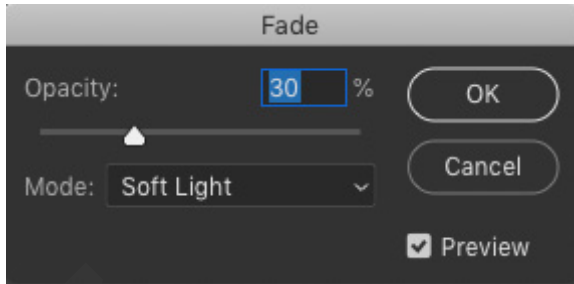 Fade
Opacity: 30 %
OK
Mode: Soft Light
Cancel
Preview